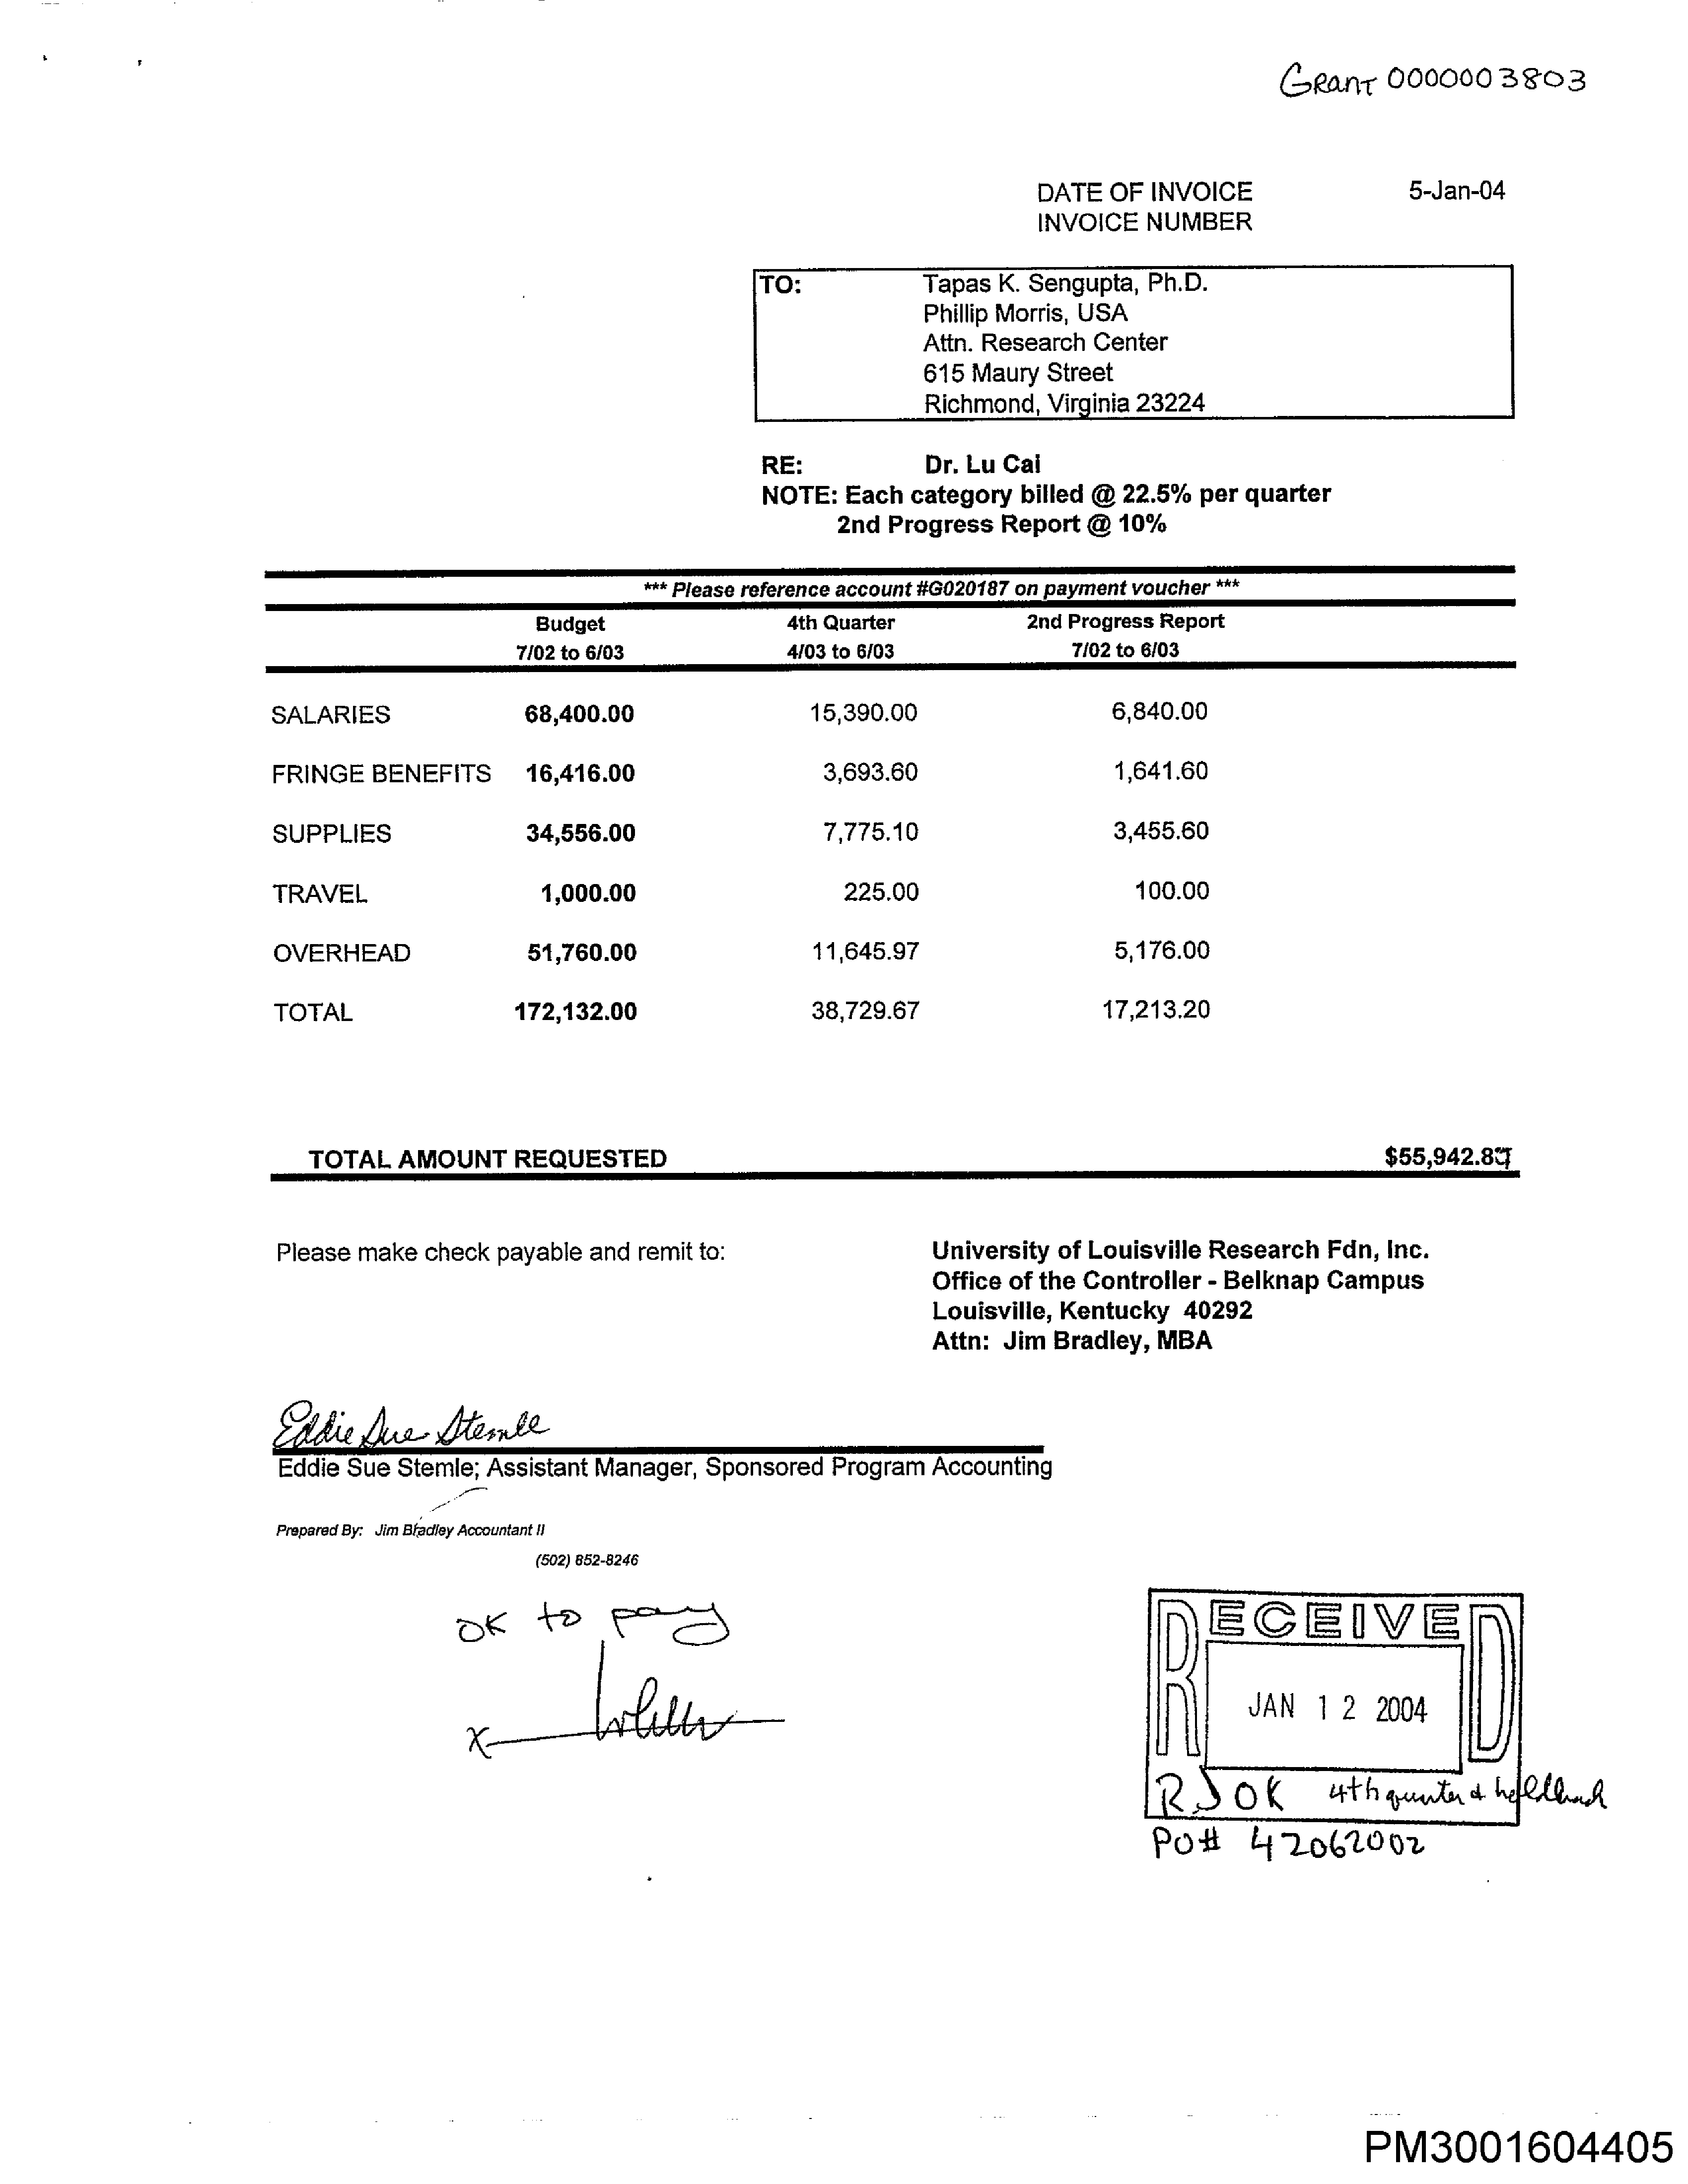 GRANT 0000003803
DATE OF INVOICE 5-Jan-04
INVOICE NUMBER
TO: Tapas K. Sengupta, Ph.D.
Phillip Morris, USA
Attn. Research Center
615 Maury Street
Richmond, Virginia 23224
RE: Dr. Lu Cai
NOTE: Each category billed @ 22.5% per quarter
2nd Progress Report @ 10%
*** Please reference account #G020187 on payment voucher ***
Budget 4th Quarter 2nd Progress Report
7/02 to 6/03 4/03 to 6/03 7/02 to 6/03
SALARIES 68,400.00 15,390.00 6,840.00
FRINGE BENEFITS 16,416.00 3,693.60 1,641.60
SUPPLIES 34,556.00 7,775.10 3,455.60
TRAVEL 1,000.00 225.00 100.00
OVERHEAD 51,760.00 11,645.97 5,176.00
TOTAL 172,132.00 38,729.67 17,213.20
TOTAL AMOUNT REQUESTED $55,942.87
Please make check payable and remit to: University of Louisville Research Fdn, Inc.
Office of the Controller - Belknap Campus
Louisville, Kentucky 40292
Attn: Jim Bradley, MBA
Eddie Sue Stemle
Eddie Sue Stemle; Assistant Manager, Sponsored Program Accounting
Prepared By: Jim Bradley Accountant II
(502) 852-8246
OK to pay
X
RECEIVED
JAN 12 2004
RJ OK 4th quarter & holdback
PO# 42062002
PM3001604405